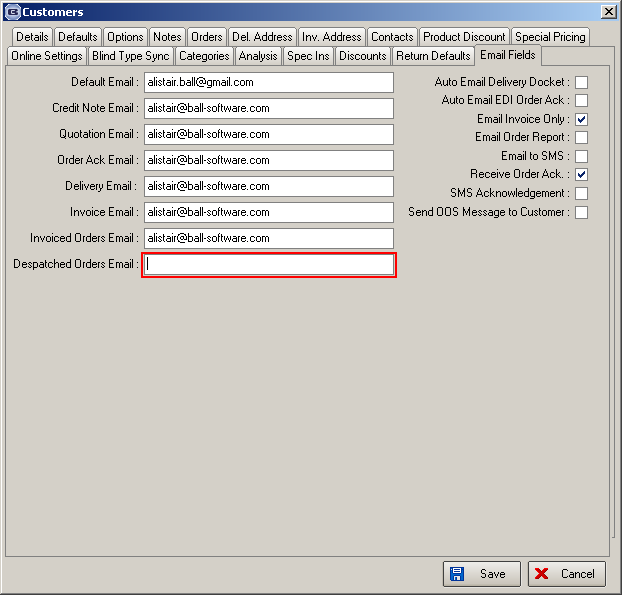 Customers
Details Defaults Options Notes Orders Del. Address Inv. Address Contacts Product Discount Special Pricing
Online Settings Blind Type Sync Categories Analysis Spec Ins Discounts Return Defaults Email Fields
Default Email : alistair.ball@gmail.com
Credit Note Email : alistair@ball-software.com
Quotation Email : alistair@ball-software.com
Order Ack Email : alistair@ball-software.com
Delivery Email : alistair@ball-software.com
Invoice Email : alistair@ball-software.com
Invoiced Orders Email : alistair@ball-software.com
Despatched Orders Email :
Auto Email Delivery Docket :
Auto Email EDI Order Ack :
Email Invoice Only :
Email Order Report :
Email to SMS :
Receive Order Ack. :
SMS Acknowledgement :
Send OOS Message to Customer :
Save Cancel